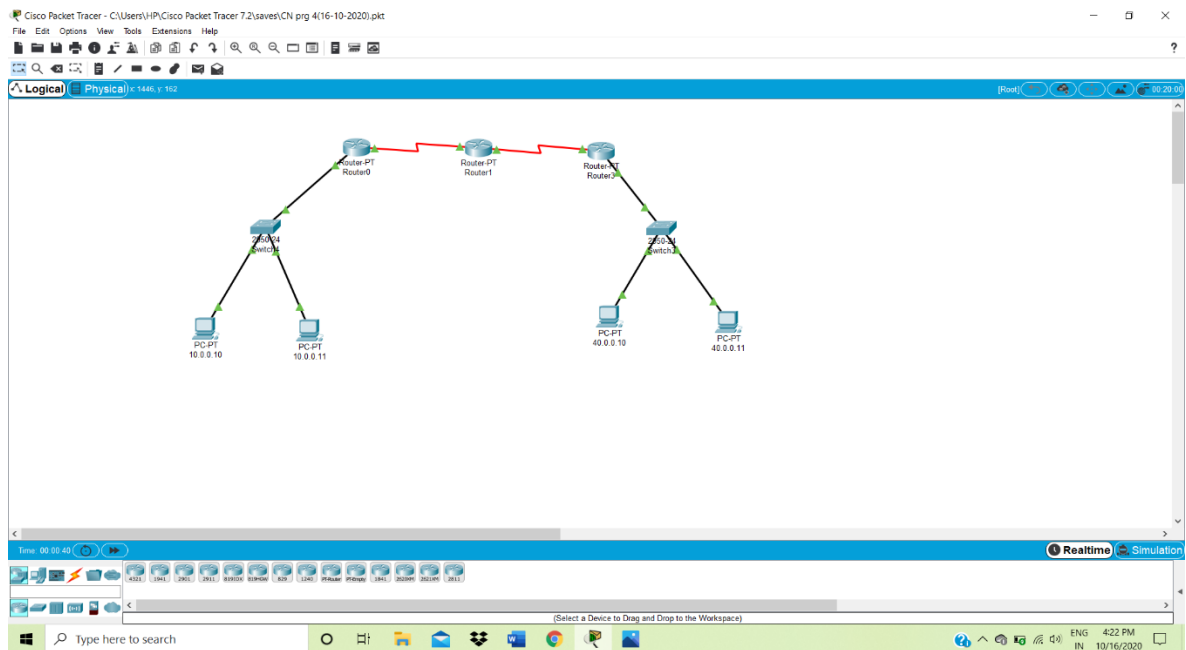 Cisco Packet Tracer - C:\Users\HP\Cisco Packet Tracer 7.2\saves\CN prg 4(16-10-2020).pkt
File Edit Options View Tools Extensions Help
?
Logical Physical x: 1446, y: 162
[Root] 00:20:00
Router-PT
Router0
Router-PT
Router1
Router-PT
Router3
2950-24
2950-24
PC-PT
10.0.0.10
PC-PT
10.0.0.11
PC-PT
40.0.0.10
PC-PT
40.0.0.11
Time: 00:00:40
Realtime Simulation
4321 1941 2901 2911 819IOX 819HGW 829 1240 PT-Router PT-Empty 1841 2620XM 2621XM 2811
(Select a Device to Drag and Drop to the Workspace)
Type here to search
ENG 4:22 PM
IN 10/16/2020